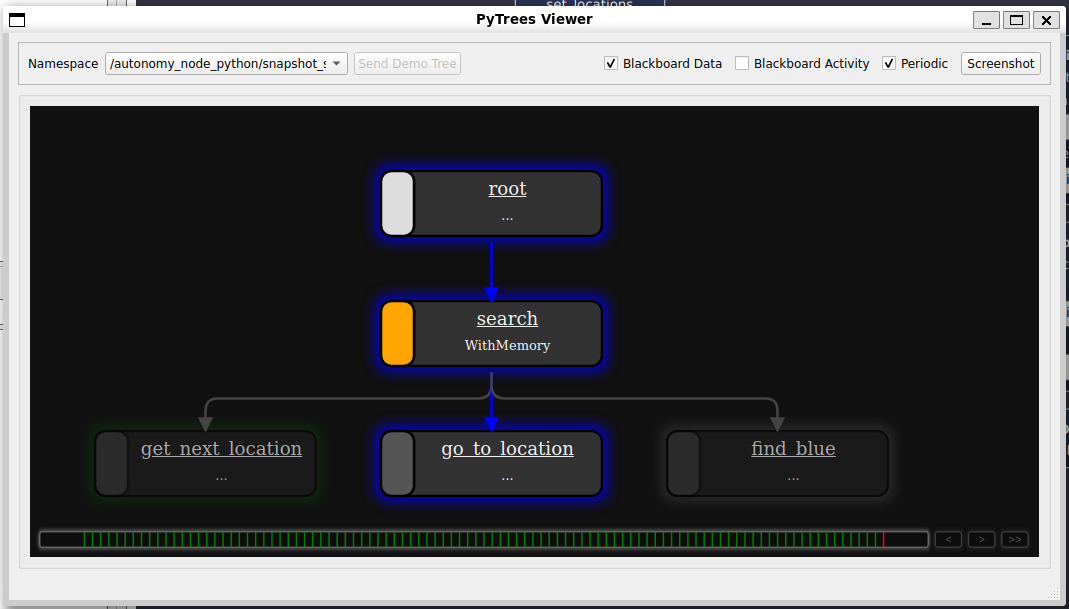 set_locations
PyTrees Viewer
Namespace /autonomy_node_python/snapshot_s Send Demo Tree Blackboard Data Blackboard Activity Periodic Screenshot
root
...
search
WithMemory
get_next_location go_to_location find_blue
... ... ...
< > >>